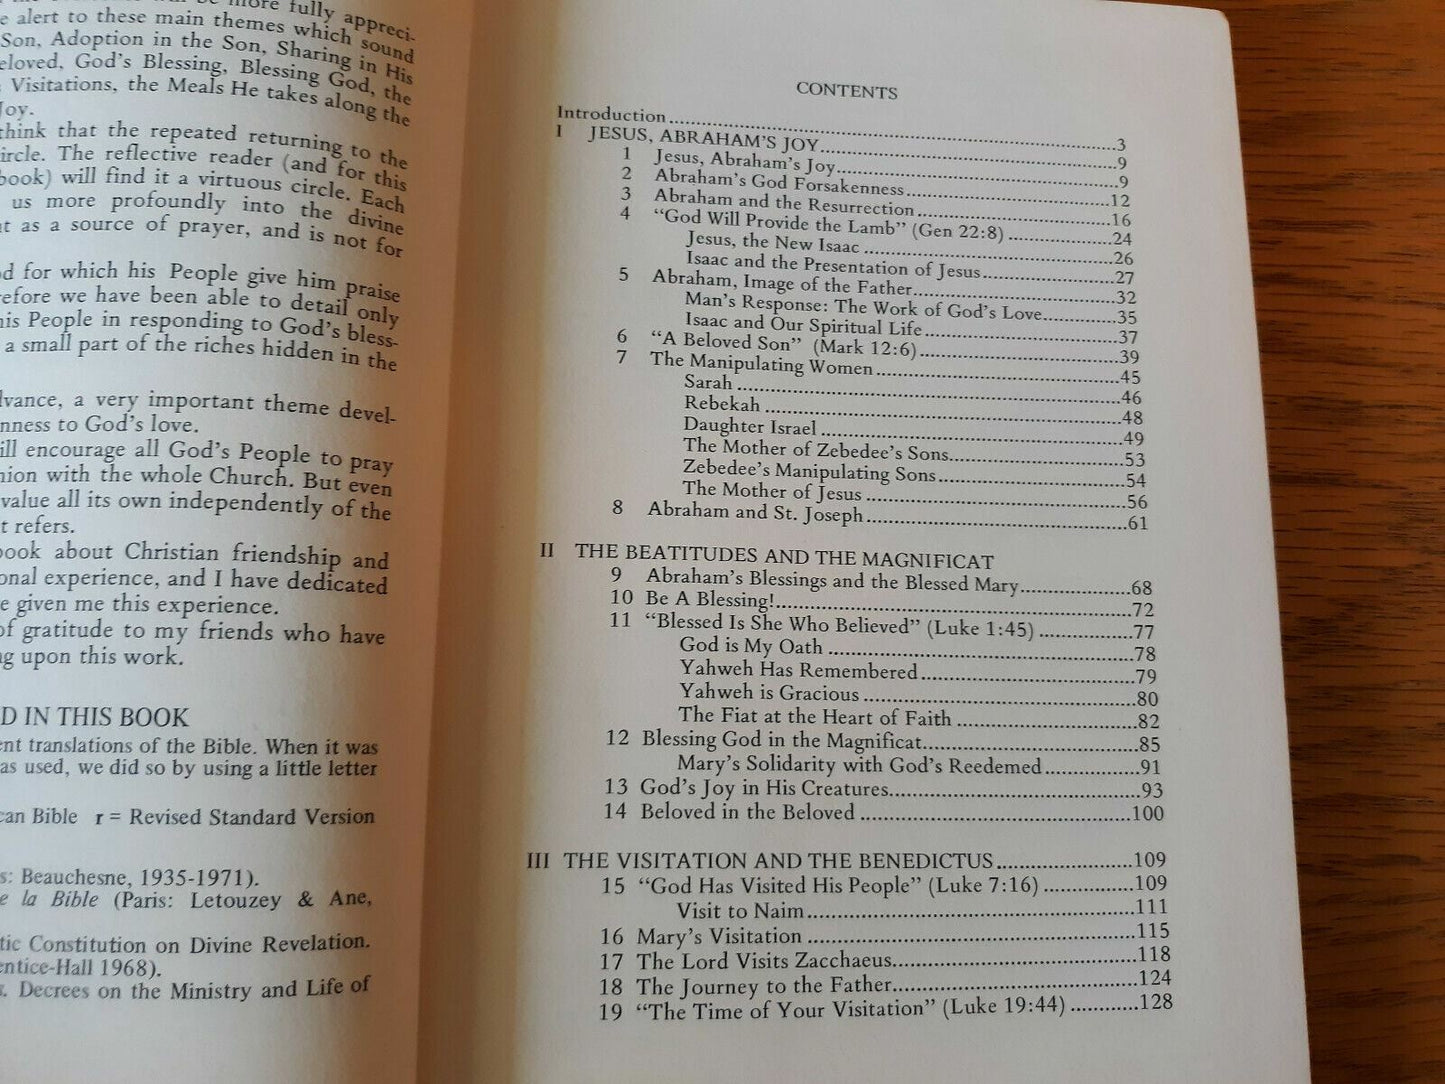 the ... will be more fully appreci-
e alert to these main themes which sound
Son, Adoption in the Son, Sharing in His
eloved, God's Blessing, Blessing God, the
Visitations, the Meals He takes along the
Joy.
think that the repeated returning to the
ircle. The reflective reader (and for this
book) will find it a virtuous circle. Each
us more profoundly into the divine
t as a source of prayer, and is not for
d for which his People give him praise
refore we have been able to detail only
his People in responding to God's bless-
a small part of the riches hidden in the
lvance, a very important theme devel-
nness to God's love.
ill encourage all God's People to pray
nion with the whole Church. But even
value all its own independently of the
t refers.
book about Christian friendship and
onal experience, and I have dedicated
e given me this experience.
of gratitude to my friends who have
ng upon this work.
D IN THIS BOOK
ent translations of the Bible. When it was
as used, we did so by using a little letter
can Bible r = Revised Standard Version
s: Beauchesne, 1935-1971).
e la Bible (Paris: Letouzey & Ane,
tic Constitution on Divine Revelation.
entice-Hall 1968).
s. Decrees on the Ministry and Life of
CONTENTS
Introduction 3
I JESUS, ABRAHAM'S JOY 9
1 Jesus, Abraham's Joy 9
2 Abraham's God Forsakenness 12
3 Abraham and the Resurrection 16
4 "God Will Provide the Lamb" (Gen 22:8) 24
Jesus, the New Isaac 26
Isaac and the Presentation of Jesus 27
5 Abraham, Image of the Father 32
Man's Response: The Work of God's Love 35
Isaac and Our Spiritual Life 37
6 "A Beloved Son" (Mark 12:6) 39
7 The Manipulating Women 45
Sarah 46
Rebekah 48
Daughter Israel 49
The Mother of Zebedee's Sons 53
Zebedee's Manipulating Sons 54
The Mother of Jesus 56
8 Abraham and St. Joseph 61
II THE BEATITUDES AND THE MAGNIFICAT
9 Abraham's Blessings and the Blessed Mary 68
10 Be A Blessing! 72
11 "Blessed Is She Who Believed" (Luke 1:45) 77
God is My Oath 78
Yahweh Has Remembered 79
Yahweh is Gracious 80
The Fiat at the Heart of Faith 82
12 Blessing God in the Magnificat 85
Mary's Solidarity with God's Reedemed 91
13 God's Joy in His Creatures 93
14 Beloved in the Beloved 100
III THE VISITATION AND THE BENEDICTUS 109
15 "God Has Visited His People" (Luke 7:16) 109
Visit to Naim 111
16 Mary's Visitation 115
17 The Lord Visits Zacchaeus 118
18 The Journey to the Father 124
19 "The Time of Your Visitation" (Luke 19:44) 128